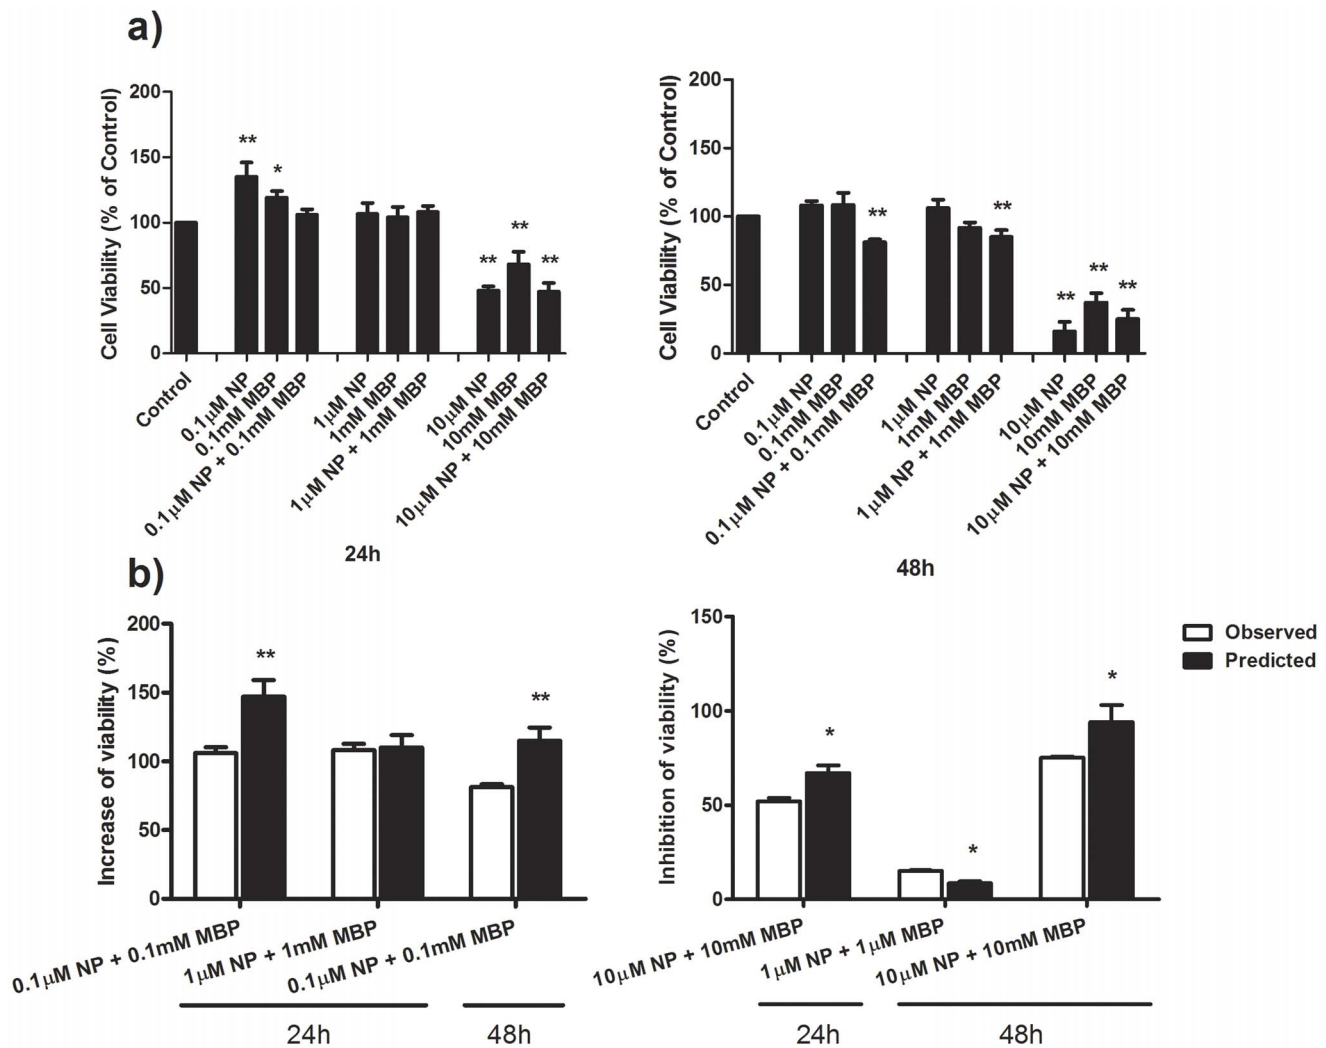 a)
Cell Viability (% of Control)
200
150
100
50
0
**
*
**
**
**
Control
0.1μM NP
0.1mM MBP
0.1μM NP + 0.1mM MBP
1μM NP
1mM MBP
1μM NP + 1mM MBP
10μM NP
10mM MBP
10μM NP + 10mM MBP
24h
Cell Viability (% of Control)
200
150
100
50
0
**
**
**
**
**
Control
0.1μM NP
0.1mM MBP
0.1μM NP + 0.1mM MBP
1μM NP
1mM MBP
1μM NP + 1mM MBP
10μM NP
10mM MBP
10μM NP + 10mM MBP
48h
b)
Increase of viability (%)
200
150
100
50
0
**
**
0.1μM NP + 0.1mM MBP
1μM NP + 1mM MBP
0.1μM NP + 0.1mM MBP
24h
48h
Inhibition of viability (%)
150
100
50
0
*
*
*
10μM NP + 10mM MBP
1μM NP + 1μM MBP
10μM NP + 10mM MBP
24h
48h
Observed
Predicted